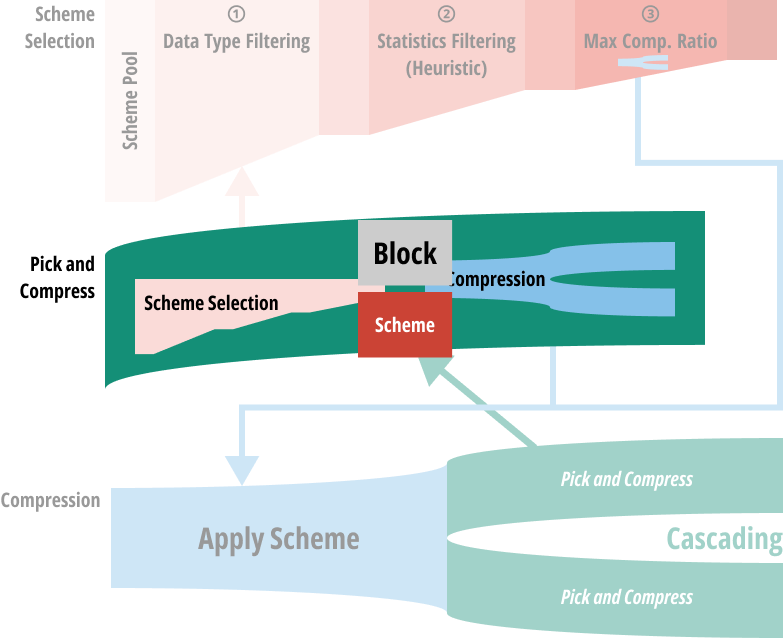 Scheme
Selection
Scheme Pool
①
Data Type Filtering
②
Statistics Filtering
(Heuristic)
③
Max Comp. Ratio
Pick and
Compress
Scheme Selection
Block
Scheme
Compression
Compression
Apply Scheme
Pick and Compress
Cascading
Pick and Compress